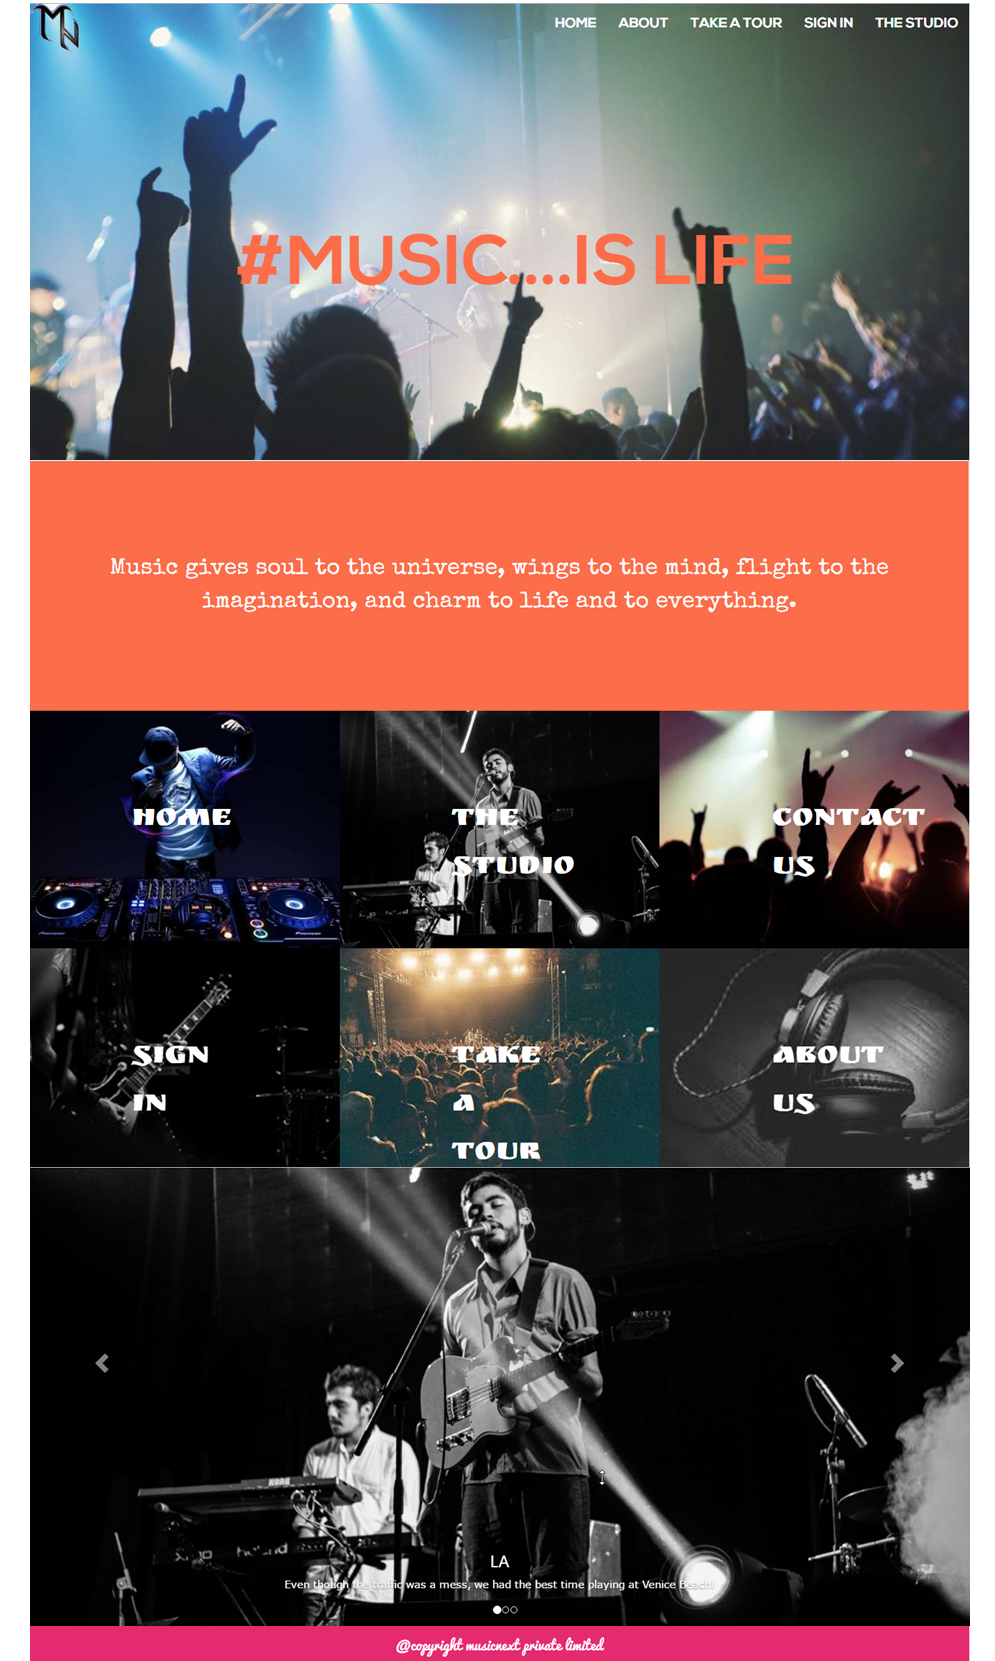 MN
HOME ABOUT TAKE A TOUR SIGN IN THE STUDIO
#MUSIC....IS LIFE
Music gives soul to the universe, wings to the mind, flight to the
imagination, and charm to life and to everything.
HOME
THE
STUDIO
CONTACT
US
SIGN
IN
TAKE
A
TOUR
ABOUT
US
KORG
LA
Even though the traffic was a mess, we had the best time playing at Venice Beach!
@copyright musicnext private limited